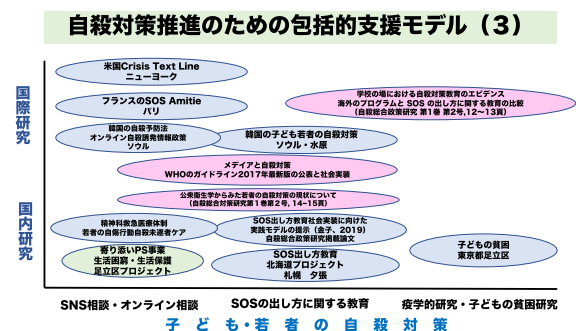 自殺対策推進のための包括的支援モデル（３）
国際研究
国内研究
米国Crisis Text Line
ニューヨーク
フランスのSOS Amitie
パリ
学校の場における自殺対策教育のエビデンス
海外のプログラムと SOS の出し方に関する教育の比較
(自殺総合政策研究 第1巻 第2号,12～13頁)
韓国の自殺予防法
オンライン自殺誘発情報政策
ソウル
韓国の子ども若者の自殺対策
ソウル・水原
メデイアと自殺対策
WHOのガイドライン2017年最新版の公表と社会実装
公衆衛生学からみた若者の自殺対策の現状について
(自殺総合対策研究第１巻第２号, 14～15頁)
精神科救急医療体制
若者の自傷行動自殺未遂者ケア
SOS出し方教育社会実装に向けた
実践モデルの提示（金子、2019）
自殺総合政策研究掲載論文
寄り添いPS事業
生活困窮・生活保護
足立区プロジェクト
SOS出し方教育
北海道プロジェクト
札幌　夕張
子どもの貧困
東京都足立区
SNS相談・オンライン相談
SOSの出し方に関する教育
疫学的研究・子どもの貧困研究
子ども・若者の自殺対策